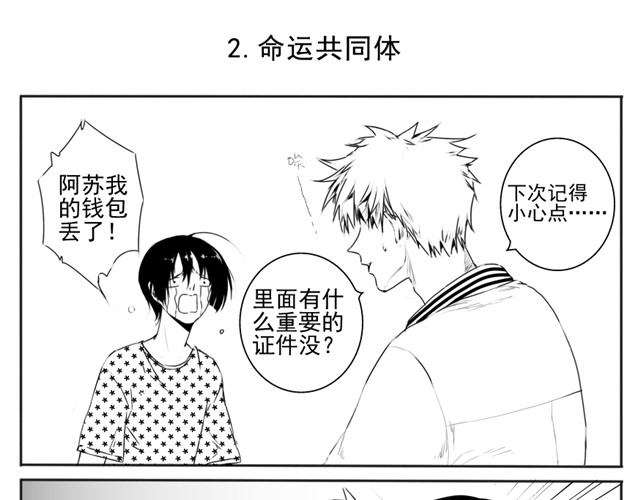 2.命运共同体
阿苏我
的钱包
丢了!
唉
里面有什
么重要的
证件没?
下次记得
小心点……